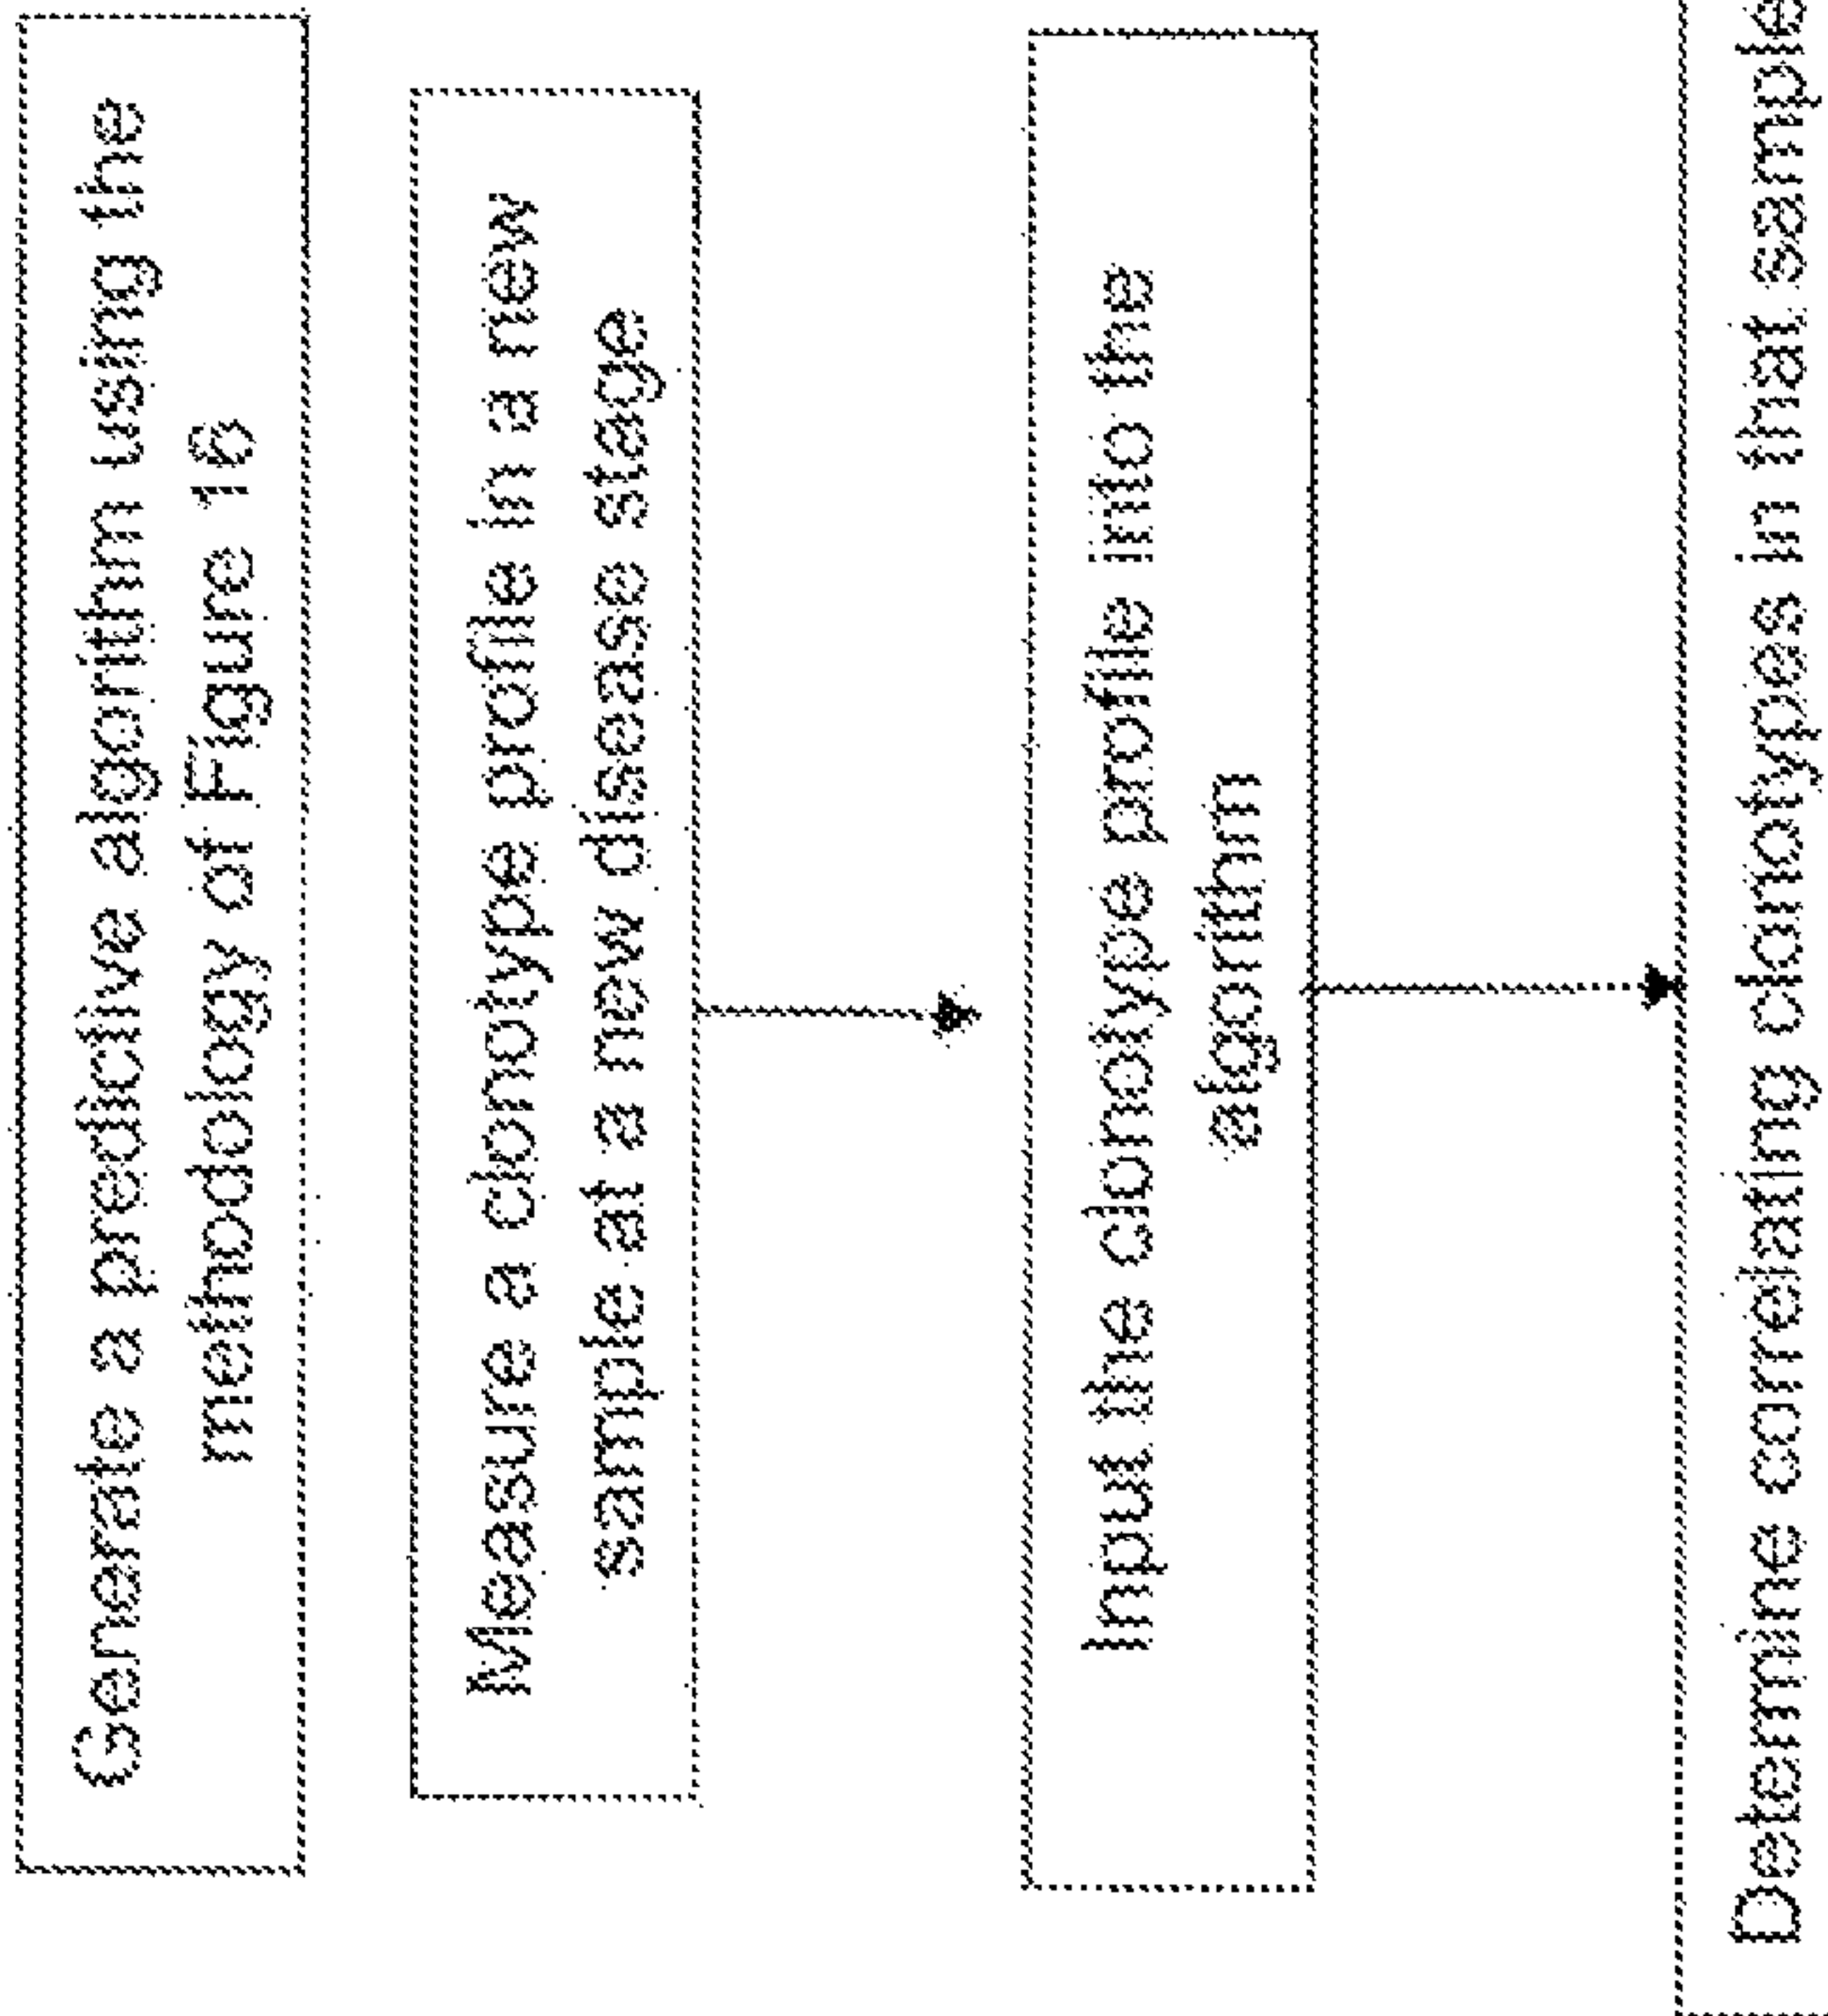 Generate a predictive algorithm using the
methodology of Figure 16
Measure a clonotype profile in a new
sample at a new disease stage
Input the clonotype profile into the
algorithm
Determine correlating clonotypes in that sample